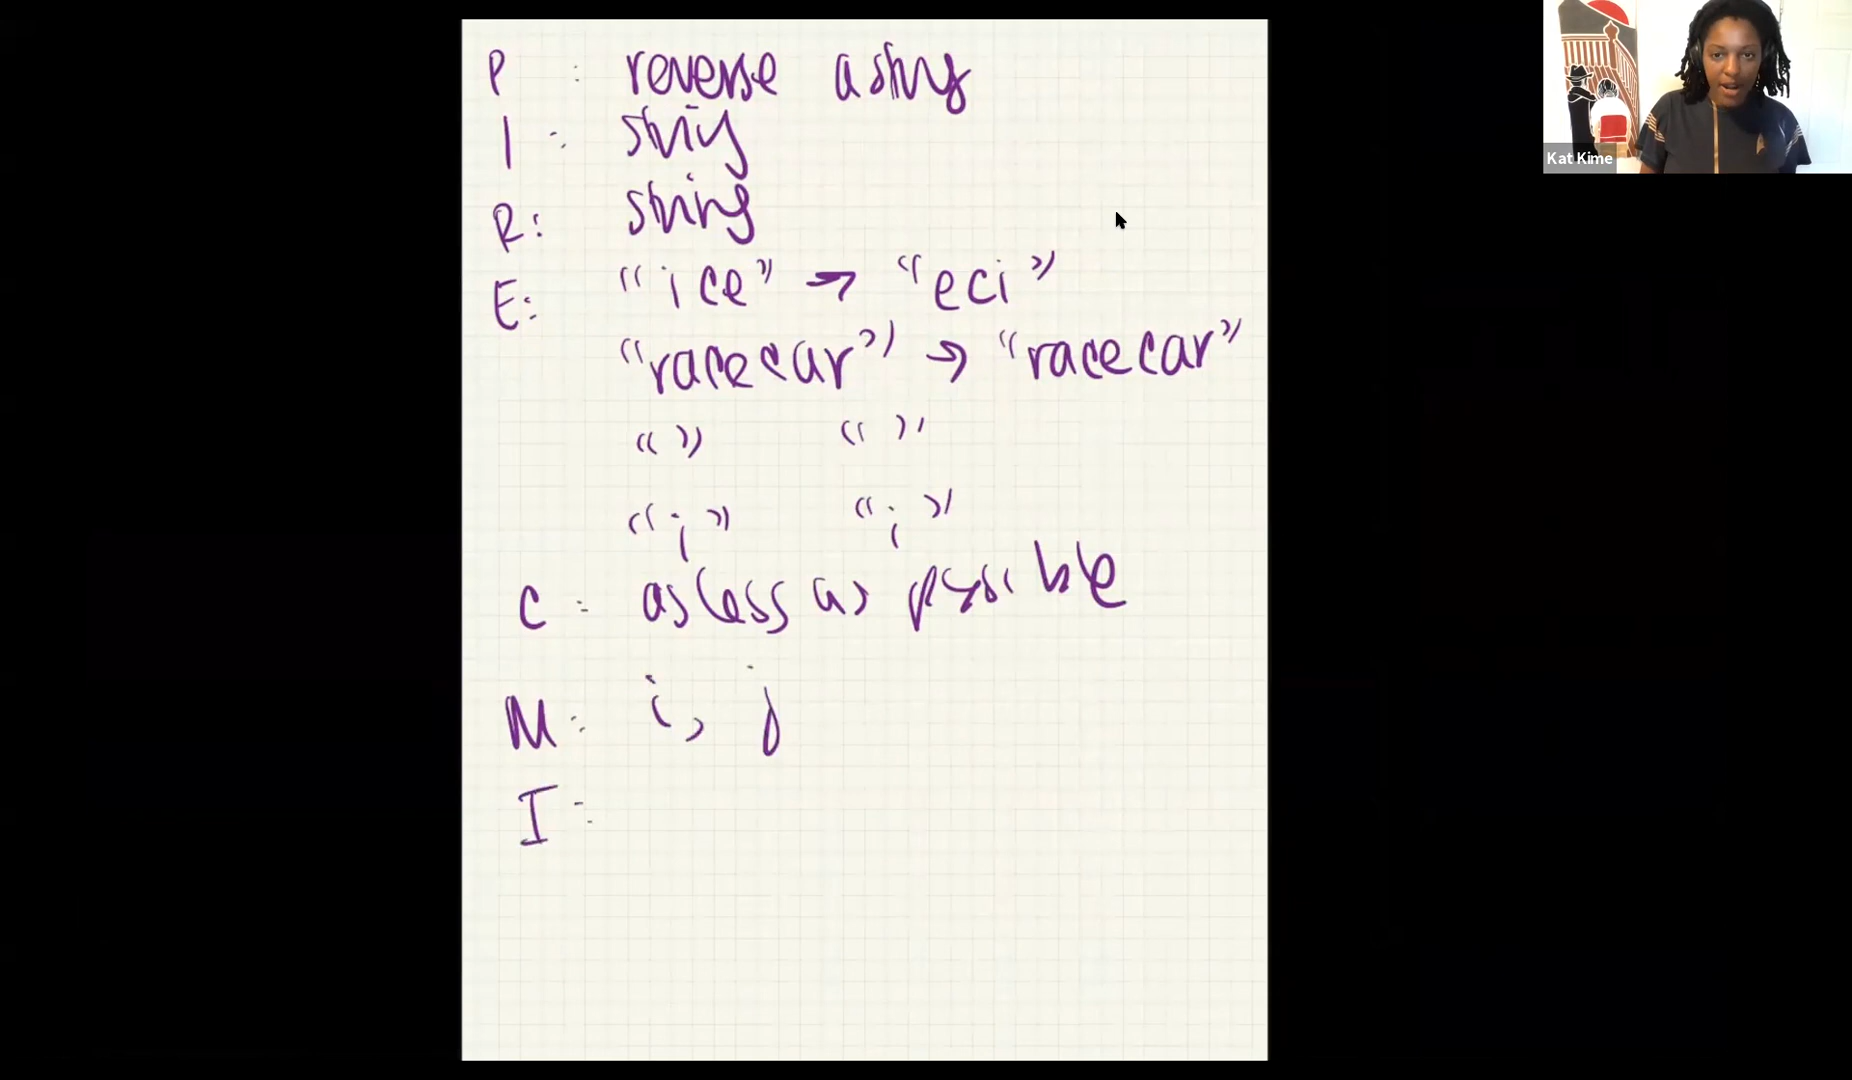 P : reverse a string
I : string
R: string
E: "ice" → "eci"
"racecar" → "racecar"
"" ""
"i" "i"
C : as less as possible
M : i, j
I :
Kat Kime